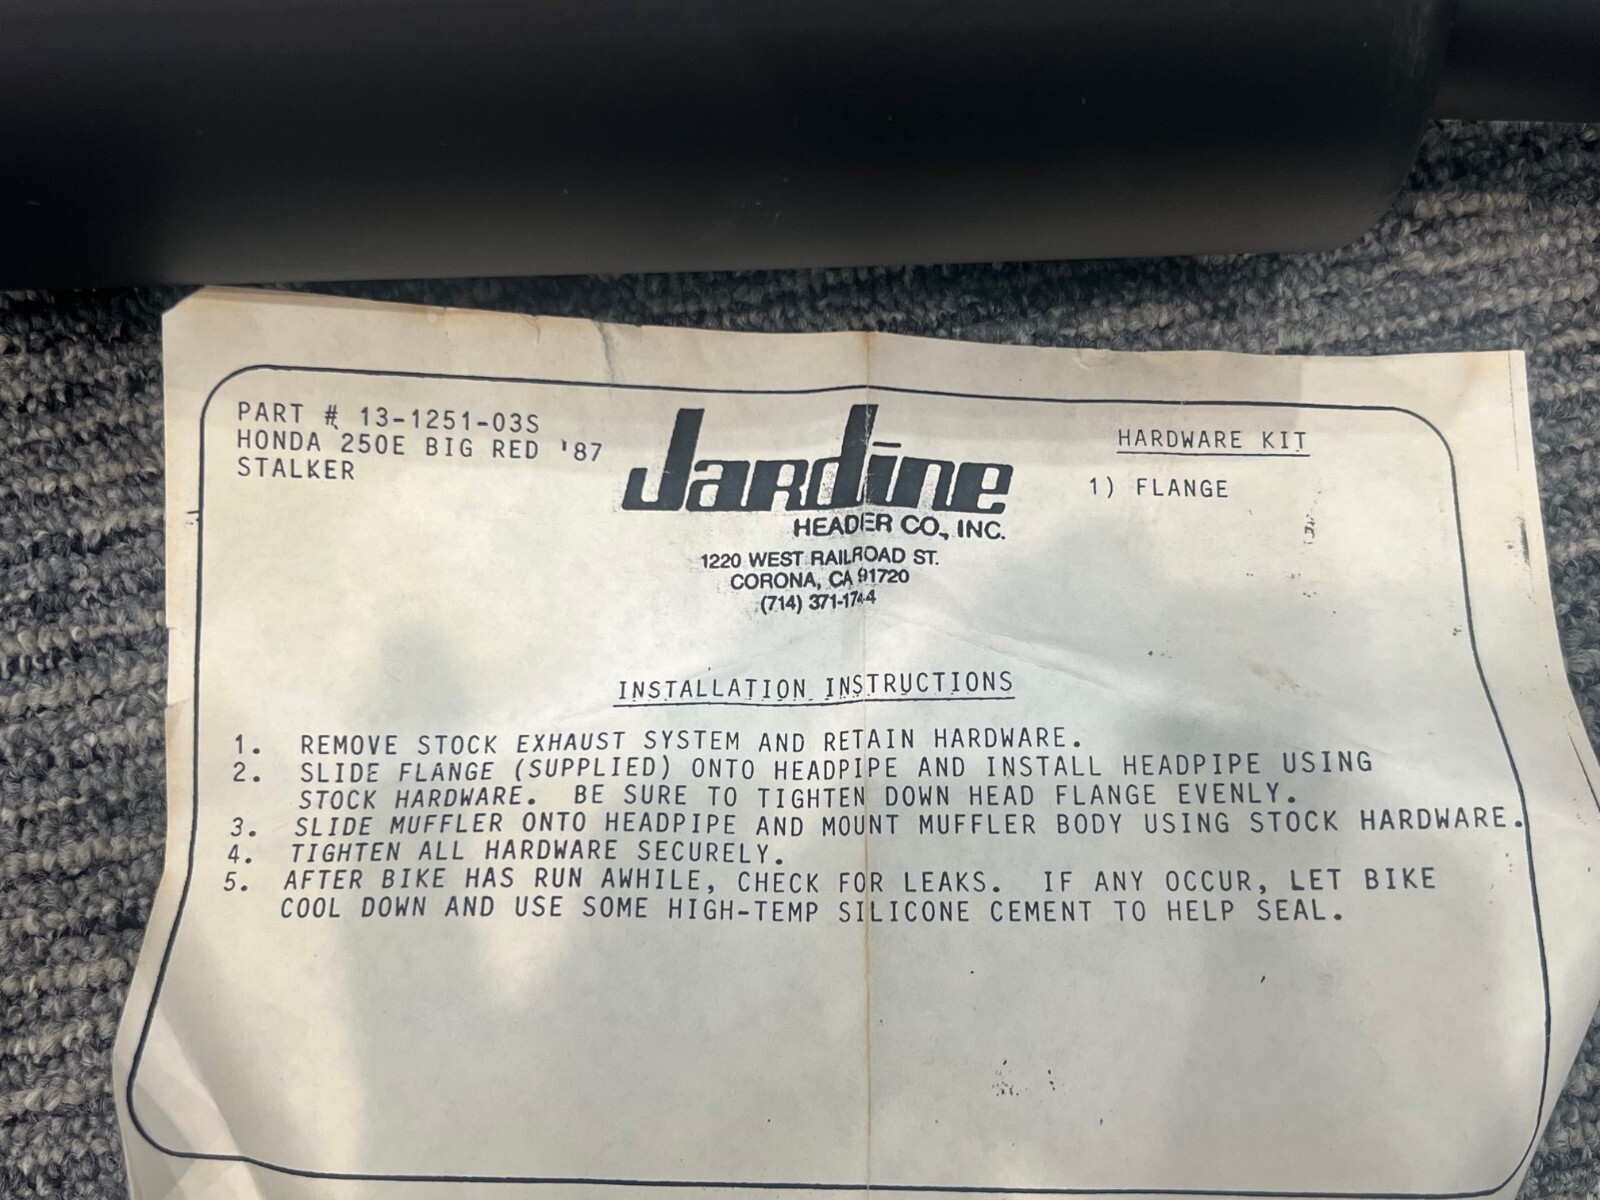 PART # 13-1251-03S
HONDA 250E BIG RED '87
STALKER
Jardine
HEADER CO., INC.
1220 WEST RAILROAD ST.
CORONA, CA 91720
(714) 371-1744
HARDWARE KIT
1) FLANGE
INSTALLATION INSTRUCTIONS
1. REMOVE STOCK EXHAUST SYSTEM AND RETAIN HARDWARE.
2. SLIDE FLANGE (SUPPLIED) ONTO HEADPIPE AND INSTALL HEADPIPE USING
STOCK HARDWARE. BE SURE TO TIGHTEN DOWN HEAD FLANGE EVENLY.
3. SLIDE MUFFLER ONTO HEADPIPE AND MOUNT MUFFLER BODY USING STOCK HARDWARE.
4. TIGHTEN ALL HARDWARE SECURELY.
5. AFTER BIKE HAS RUN AWHILE, CHECK FOR LEAKS. IF ANY OCCUR, LET BIKE
COOL DOWN AND USE SOME HIGH-TEMP SILICONE CEMENT TO HELP SEAL.